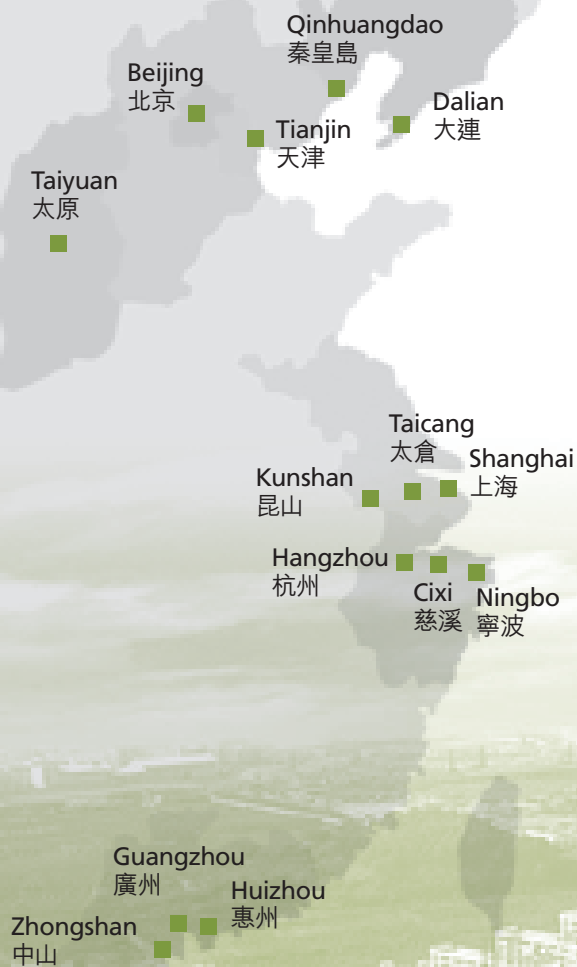 Qinhuangdao
秦皇島
Beijing
北京
Dalian
大連
Tianjin
天津
Taiyuan
太原
Taicang
太倉
Shanghai
上海
Kunshan
昆山
Hangzhou
杭州
Cixi
慈溪
Ningbo
寧波
Guangzhou
廣州
Huizhou
惠州
Zhongshan
中山